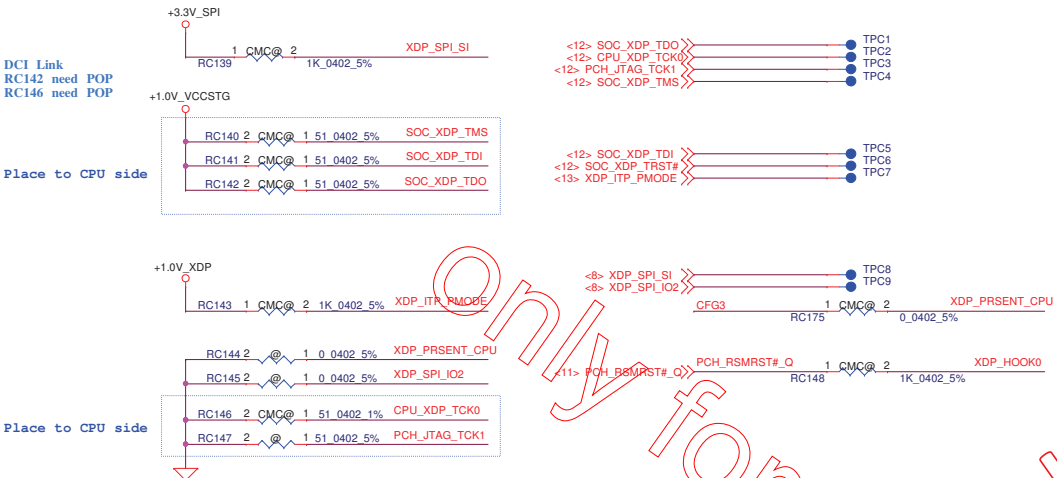 +3.3V_SPI
1 CMC@ 2 XDP_SPI_SI
RC139 1K_0402_5%
DCI Link
RC142 need POP
RC146 need POP
+1.0V_VCCSTG
RC140 2 CMC@ 1 51_0402_5% SOC_XDP_TMS
RC141 2 CMC@ 1 51_0402_5% SOC_XDP_TDI
RC142 2 CMC@ 1 51_0402_5% SOC_XDP_TDO
Place to CPU side
+1.0V_XDP
RC143 1 CMC@ 2 1K_0402_5% XDP_ITP_PMODE
RC144 2 @ 1 0_0402_5% XDP_PRSENT_CPU
RC145 2 @ 1 0_0402_5% XDP_SPI_IO2
RC146 2 CMC@ 1 51_0402_1% CPU_XDP_TCK0
Place to CPU side
RC147 2 @ 1 51_0402_5% PCH_JTAG_TCK1
<12> SOC_XDP_TDO TPC1
<12> CPU_XDP_TCK0 TPC2
<12> PCH_JTAG_TCK1 TPC3
<12> SOC_XDP_TMS TPC4
<12> SOC_XDP_TDI TPC5
<12> SOC_XDP_TRST# TPC6
<13> XDP_ITP_PMODE TPC7
<8> XDP_SPI_SI TPC8
<8> XDP_SPI_IO2 TPC9
CFG3 1 CMC@ 2 XDP_PRSENT_CPU
RC175 0_0402_5%
<11> PCH_RSMRST#_Q PCH_RSMRST#_Q 1 CMC@ 2 XDP_HOOK0
RC148 1K_0402_5%
only for